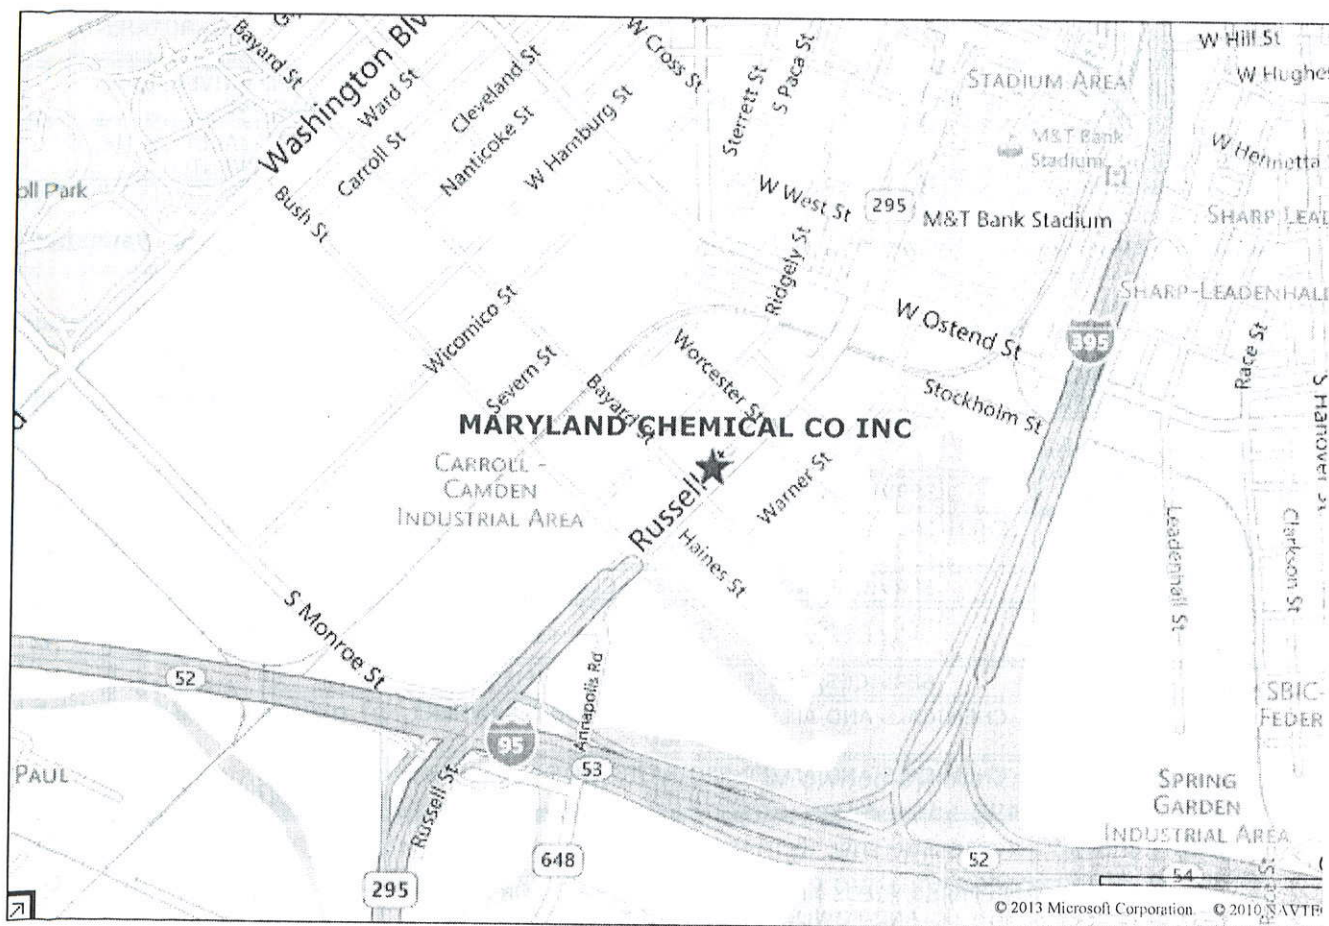 Bayard St
Washington Blv
Ward St
Cleveland St
W Cross St
Sterrett St
S Paca St
STADIUM AREA
W Hill St
W Hughes
Carroll St
Nanticoke St
W Hamburg St
M&T Bank
Stadium
W Henrietta
oll Park
Bush St
W West St
295
M&T Bank Stadium
SHARP-LEAD
Ridgely St
SHARP-LEADENHALL
Wicomico St
W Ostend St
395
Race St
Severn St
Bayard St
Worcester St
Stockholm St
S Hanover St
MARYLAND CHEMICAL CO INC
CARROLL -
CAMDEN
INDUSTRIAL AREA
Russell
Warner St
Haines St
Leadenhall St
Clarkson St
S Monroe St
52
Annapolis Rd
SBIC-
FEDER
95
53
PAUL
Russell St
SPRING
GARDEN
INDUSTRIAL AREA
648
52
295
54
© 2013 Microsoft Corporation © 2010 NAVTE